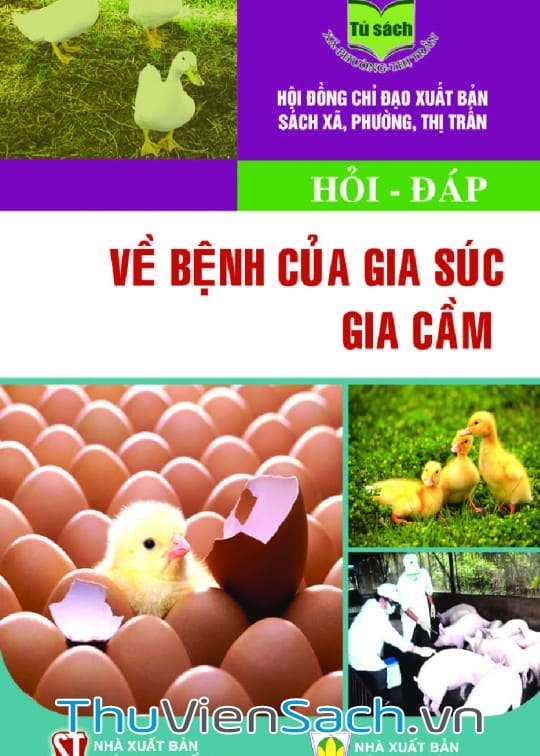 Tủ sách
XÃ-PHƯỜNG-THỊ TRẤN
HỘI ĐỒNG CHỈ ĐẠO XUẤT BẢN
SÁCH XÃ, PHƯỜNG, THỊ TRẤN
HỎI - ĐÁP
VỀ BỆNH CỦA GIA SÚC
GIA CẦM
ThuVienSach.vn
ST
NHÀ XUẤT BẢN
NHÀ XUẤT BẢN